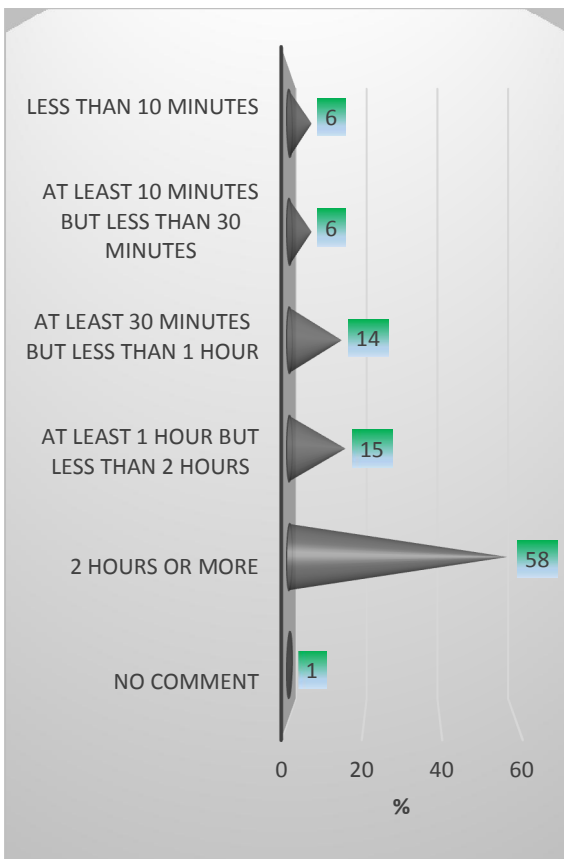 LESS THAN 10 MINUTES
6
AT LEAST 10 MINUTES
BUT LESS THAN 30
MINUTES
6
AT LEAST 30 MINUTES
BUT LESS THAN 1 HOUR
14
AT LEAST 1 HOUR BUT
LESS THAN 2 HOURS
15
2 HOURS OR MORE
58
NO COMMENT
1
0 20 40 60
%